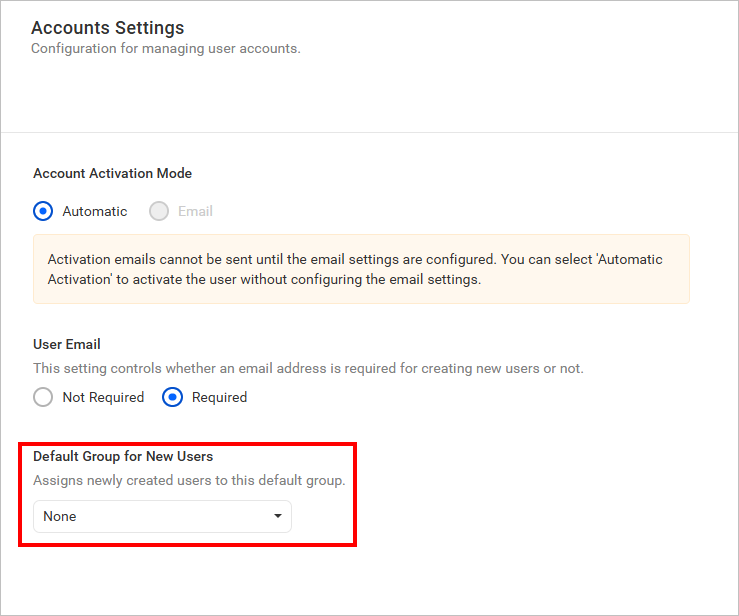 Accounts Settings
Configuration for managing user accounts.
Account Activation Mode
Automatic Email
Activation emails cannot be sent until the email settings are configured. You can select 'Automatic
Activation' to activate the user without configuring the email settings.
User Email
This setting controls whether an email address is required for creating new users or not.
Not Required Required
Default Group for New Users
Assigns newly created users to this default group.
None